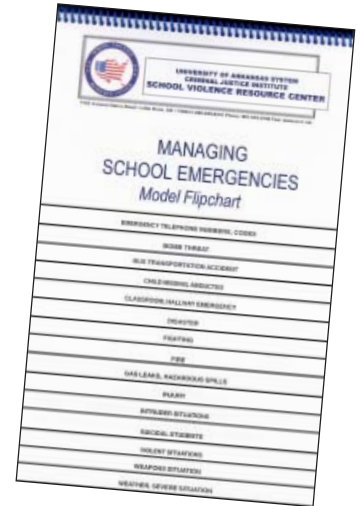 UNIVERSITY OF ARKANSAS SYSTEM
CRIMINAL JUSTICE INSTITUTE
SCHOOL VIOLENCE RESOURCE CENTER
MANAGING
SCHOOL EMERGENCIES
Model Flipchart
EMERGENCY TELEPHONE NUMBERS, CODES
BOMB THREAT
BUS TRANSPORTATION ACCIDENT
CHILD MISSING, ABDUCTED
CLASSROOM, HALLWAY EMERGENCY
DISASTER
FIGHTING
FIRE
GAS LEAKS, HAZARDOUS SPILLS
INJURY
INTRUDER SITUATIONS
SUICIDAL STUDENTS
VIOLENT SITUATIONS
WEAPONS SITUATION
WEATHER, SEVERE SITUATION